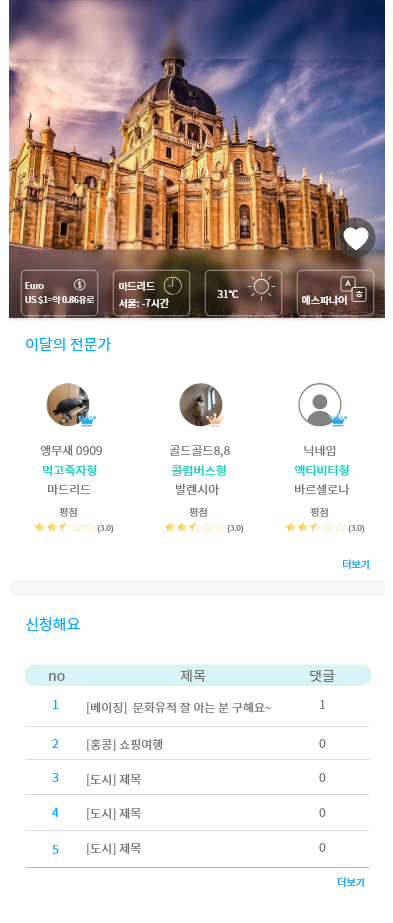 Euro
US $1=약 0.86유로
마드리드
서울: -7시간
31℃
에스파냐어
A
ㅎ
이달의 전문가
앵무새 0909
먹고죽자형
마드리드
평점
(3.0)
골드골드8,8
콜럼버스형
발렌시아
평점
(3.0)
닉네임
액티비티형
바르셀로나
평점
(3.0)
더보기
신청해요
no 제목 댓글
1 [베이징] 문화유적 잘 아는 분 구해요~ 1
2 [홍콩] 쇼핑여행 0
3 [도시] 제목 0
4 [도시] 제목 0
5 [도시] 제목 0
더보기